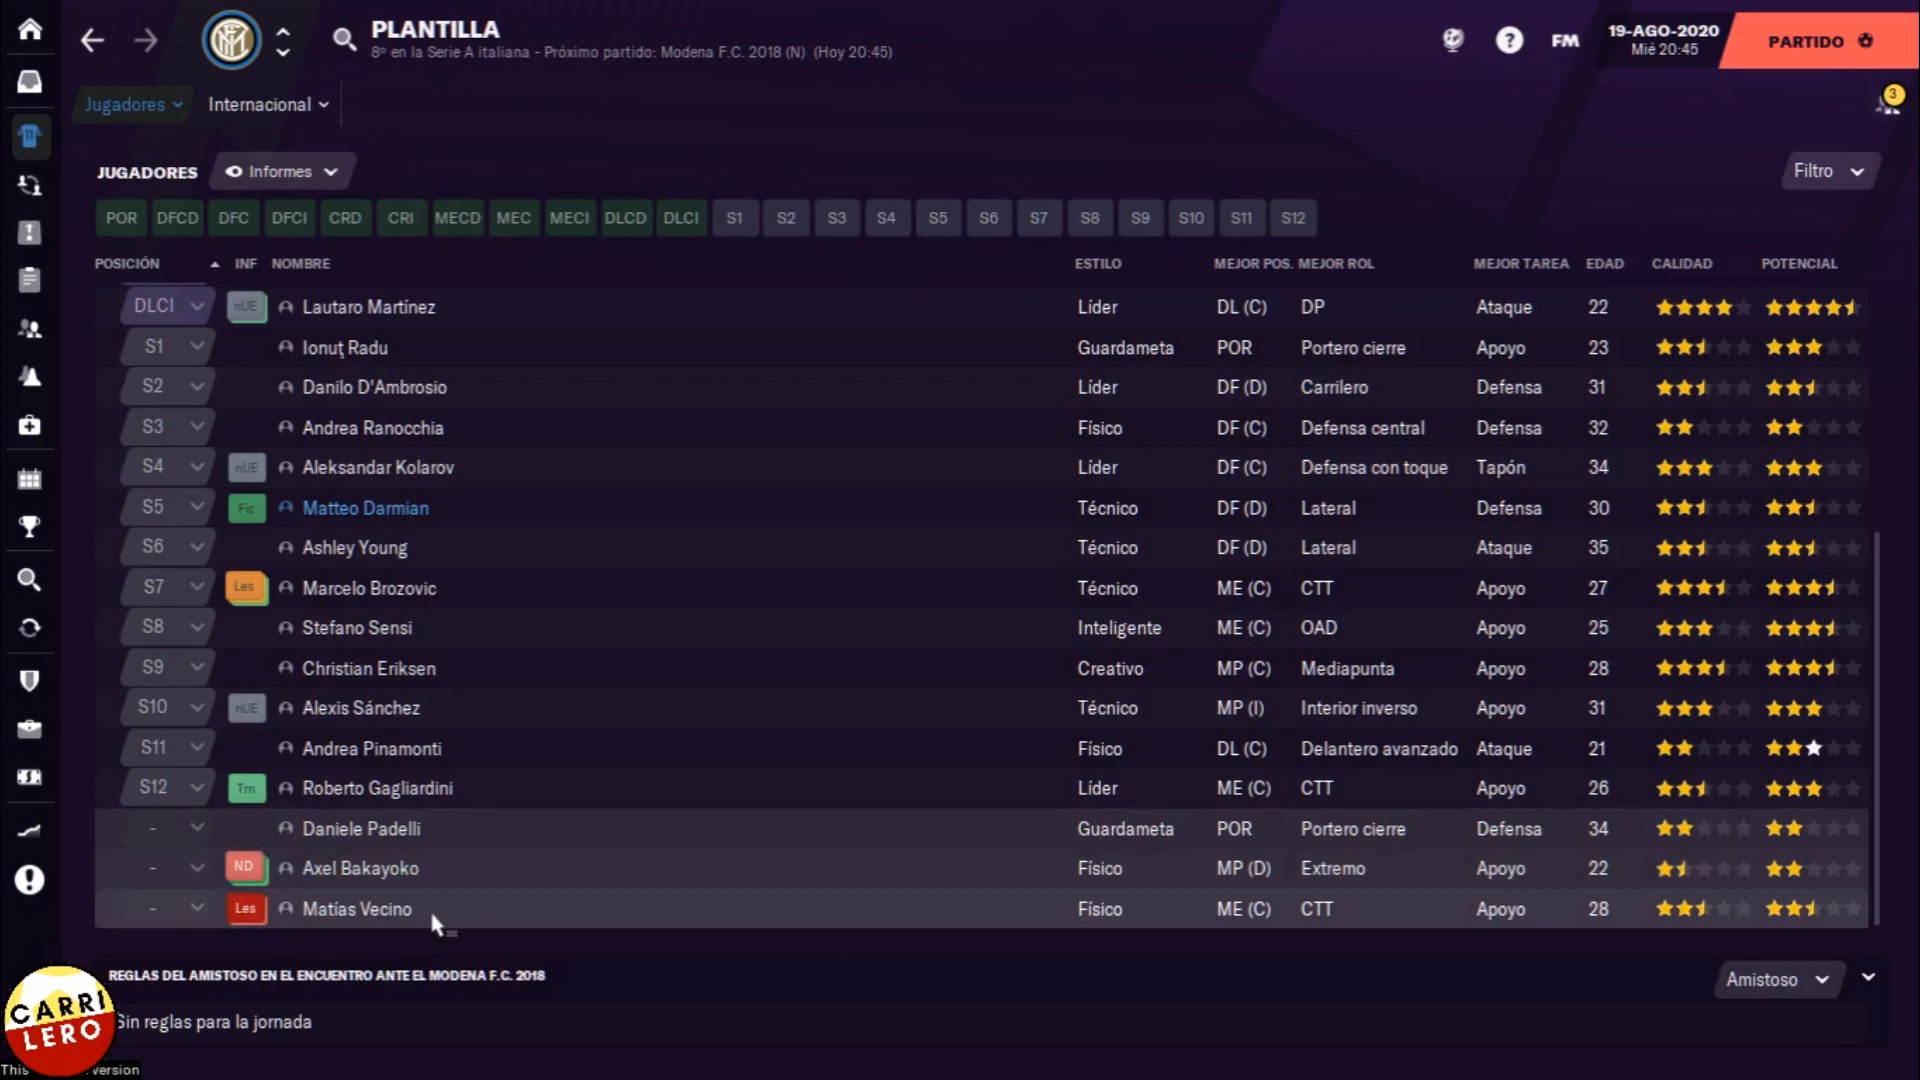 PLANTILLA
8º en la Serie A italiana - Próximo partido: Modena F.C. 2018 (N) (Hoy 20:45)
FM
19-AGO-2020
Mié 20:45
PARTIDO
Jugadores Internacional
3
JUGADORES Informes Filtro
POR DFCD DFC DFCI CRD CRI MECD MEC MECI DLCD DLCI S1 S2 S3 S4 S5 S6 S7 S8 S9 S10 S11 S12
POSICIÓN INF NOMBRE ESTILO MEJOR POS. MEJOR ROL MEJOR TAREA EDAD CALIDAD POTENCIAL
DLCI nUE Lautaro Martínez Líder DL (C) DP Ataque 22
S1 Ionuţ Radu Guardameta POR Portero cierre Apoyo 23
S2 Danilo D'Ambrosio Líder DF (D) Carrilero Defensa 31
S3 Andrea Ranocchia Físico DF (C) Defensa central Defensa 32
S4 nUE Aleksandar Kolarov Líder DF (C) Defensa con toque Tapón 34
S5 Fic Matteo Darmian Técnico DF (D) Lateral Defensa 30
S6 Ashley Young Técnico DF (D) Lateral Ataque 35
S7 Les Marcelo Brozovic Técnico ME (C) CTT Apoyo 27
S8 Stefano Sensi Inteligente ME (C) OAD Apoyo 25
S9 Christian Eriksen Creativo MP (C) Mediapunta Apoyo 28
S10 nUE Alexis Sánchez Técnico MP (I) Interior inverso Apoyo 31
S11 Andrea Pinamonti Físico DL (C) Delantero avanzado Ataque 21
S12 Trn Roberto Gagliardini Líder ME (C) CTT Apoyo 26
- Daniele Padelli Guardameta POR Portero cierre Defensa 34
- ND Axel Bakayoko Físico MP (D) Extremo Apoyo 22
- Les Matías Vecino Físico ME (C) CTT Apoyo 28
REGLAS DEL AMISTOSO EN EL ENCUENTRO ANTE EL MODENA F.C. 2018
Amistoso
Sin reglas para la jornada
CARRI
LERO
This version